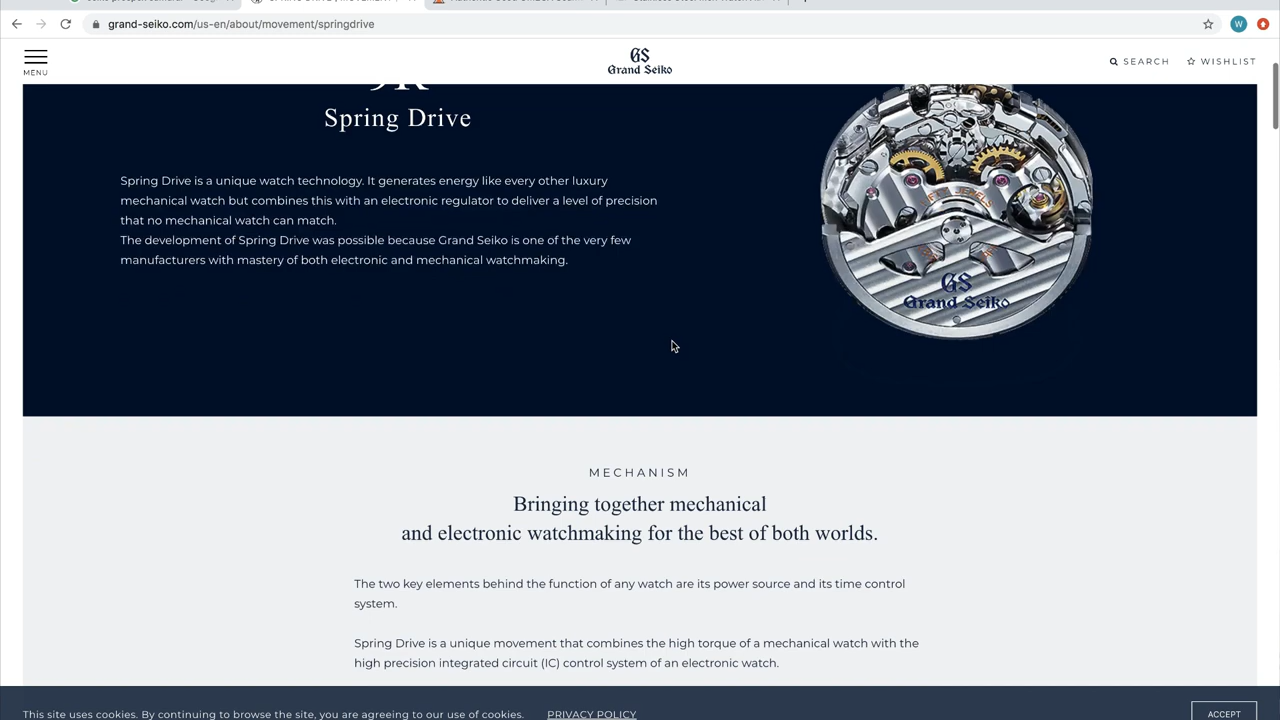 grand-seiko.com/us-en/about/movement/springdrive
W
MENU
GS
Grand Seiko
SEARCH
WISHLIST
Spring Drive
Spring Drive is a unique watch technology. It generates energy like every other luxury
mechanical watch but combines this with an electronic regulator to deliver a level of precision
that no mechanical watch can match.
The development of Spring Drive was possible because Grand Seiko is one of the very few
manufacturers with mastery of both electronic and mechanical watchmaking.
GS
Grand Seiko
MECHANISM
Bringing together mechanical
and electronic watchmaking for the best of both worlds.
The two key elements behind the function of any watch are its power source and its time control
system.
Spring Drive is a unique movement that combines the high torque of a mechanical watch with the
high precision integrated circuit (IC) control system of an electronic watch.
This site uses cookies. By continuing to browse the site, you are agreeing to our use of cookies.
PRIVACY POLICY
ACCEPT